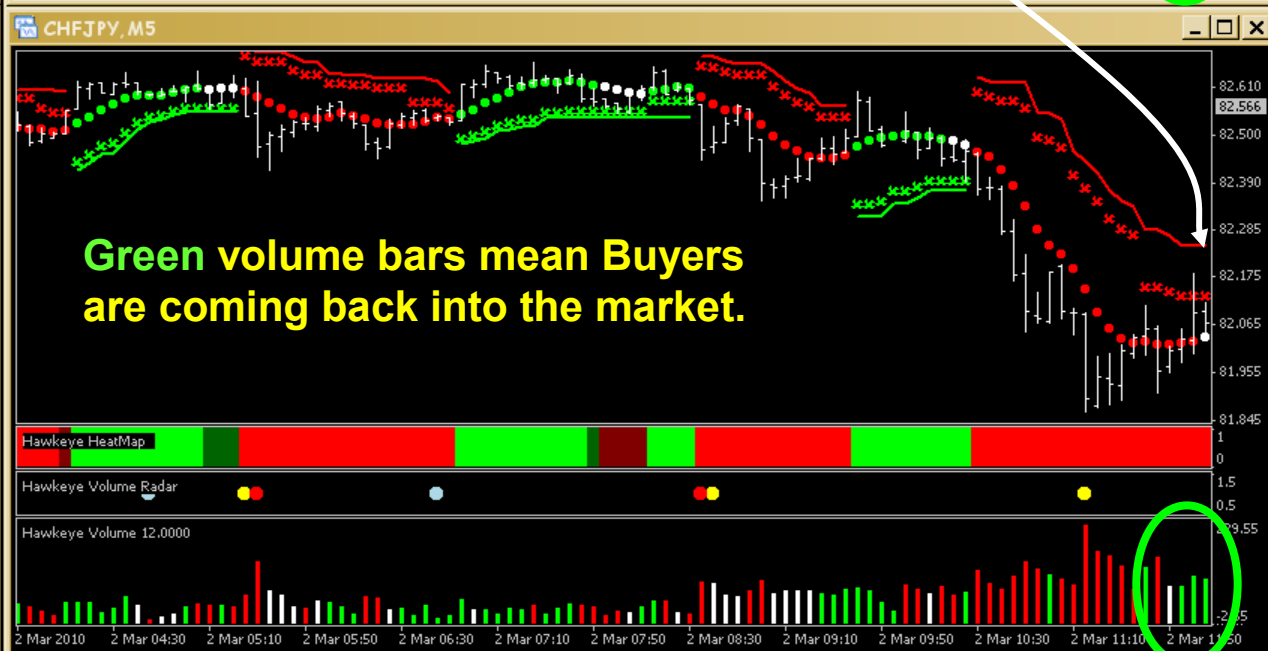 CHFJPY, M5
82.610
82.566
82.500
82.390
82.285
82.175
82.065
81.955
81.845
Green volume bars mean Buyers
are coming back into the market.
Hawkeye HeatMap
1
0
Hawkeye Volume Radar
1.5
0.5
Hawkeye Volume 12.0000
2 Mar 2010 2 Mar 04:30 2 Mar 05:10 2 Mar 05:50 2 Mar 06:30 2 Mar 07:10 2 Mar 07:50 2 Mar 08:30 2 Mar 09:10 2 Mar 09:50 2 Mar 10:30 2 Mar 11:10 2 Mar 11:50